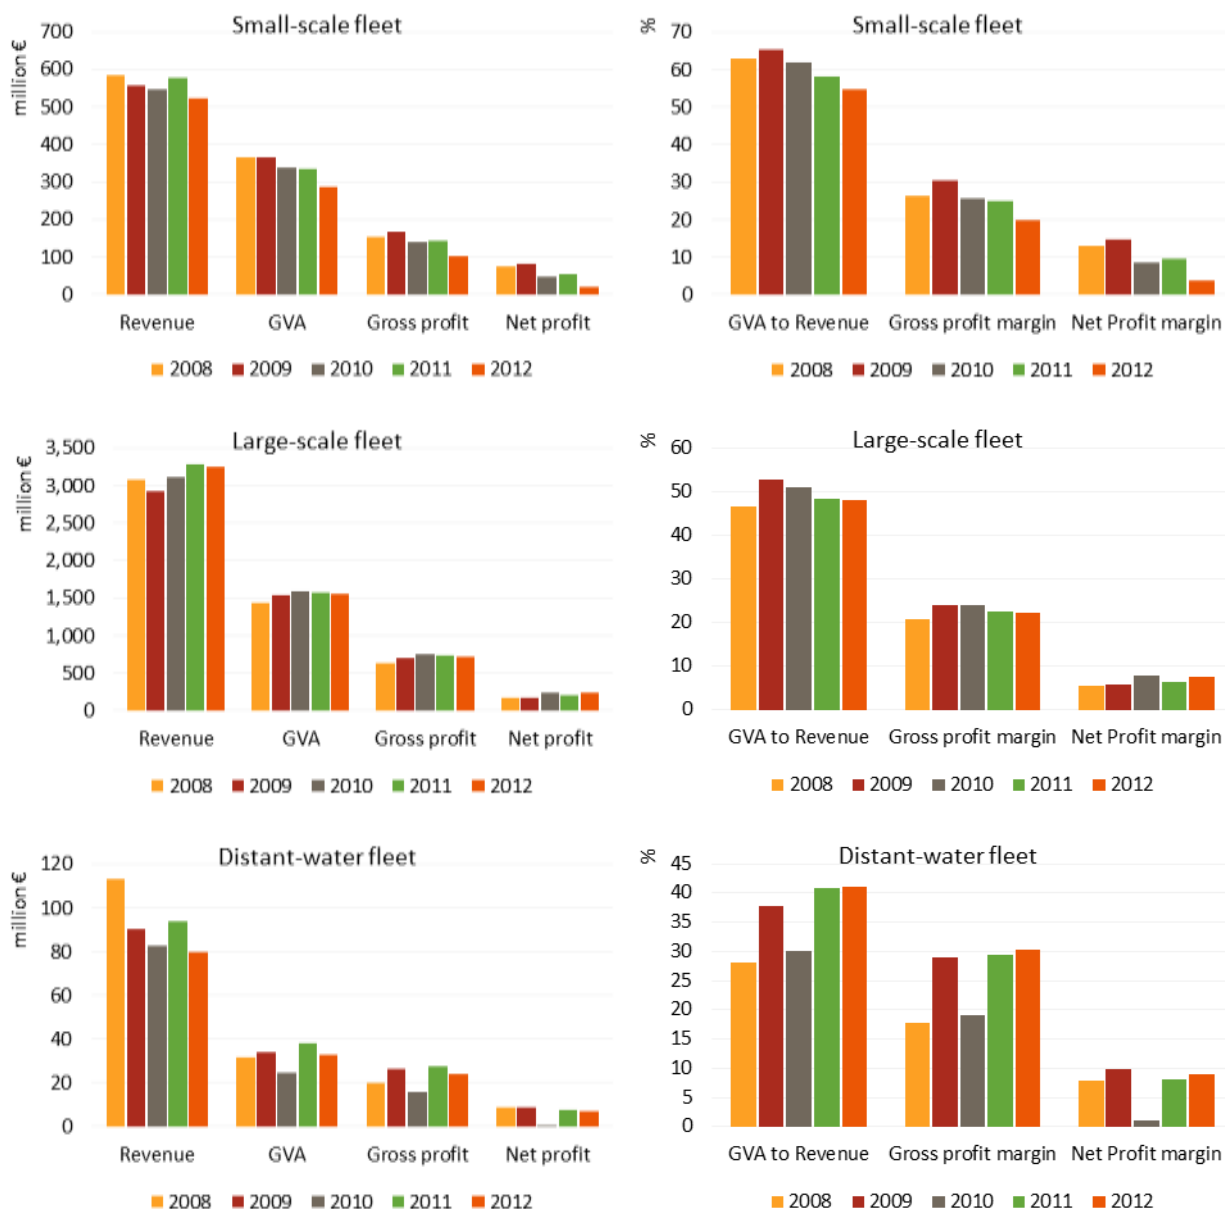 Small-scale fleet
million €
700
600
500
400
300
200
100
0
Revenue GVA Gross profit Net profit
2008 2009 2010 2011 2012
Small-scale fleet
%
70
60
50
40
30
20
10
0
GVA to Revenue Gross profit margin Net Profit margin
2008 2009 2010 2011 2012
Large-scale fleet
million €
3,500
3,000
2,500
2,000
1,500
1,000
500
0
Revenue GVA Gross profit Net profit
2008 2009 2010 2011 2012
Large-scale fleet
%
60
50
40
30
20
10
0
GVA to Revenue Gross profit margin Net Profit margin
2008 2009 2010 2011 2012
Distant-water fleet
million €
120
100
80
60
40
20
0
Revenue GVA Gross profit Net profit
2008 2009 2010 2011 2012
Distant-water fleet
%
45
40
35
30
25
20
15
10
5
0
GVA to Revenue Gross profit margin Net Profit margin
2008 2009 2010 2011 2012